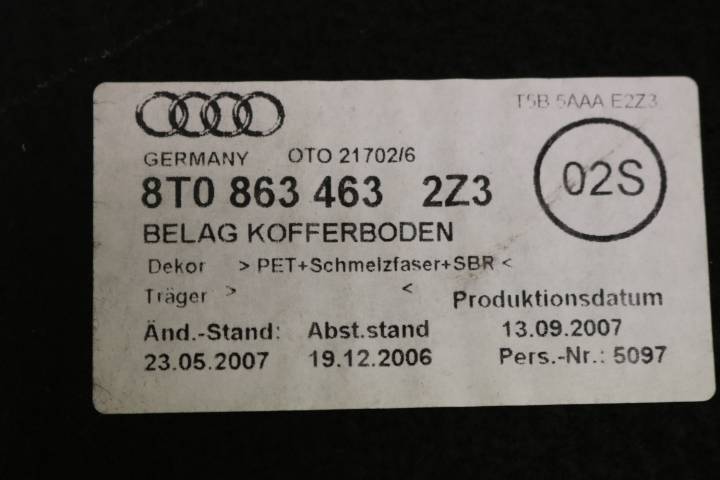 T5B 5AAA E2Z3
GERMANY OTO 21702/6
8T0 863 463 2Z3
02S
BELAG KOFFERBODEN
Dekor > PET+Schmelzfaser+SBR <
Träger > <
Produktionsdatum
Änd.-Stand: Abst.stand 13.09.2007
23.05.2007 19.12.2006 Pers.-Nr.: 5097